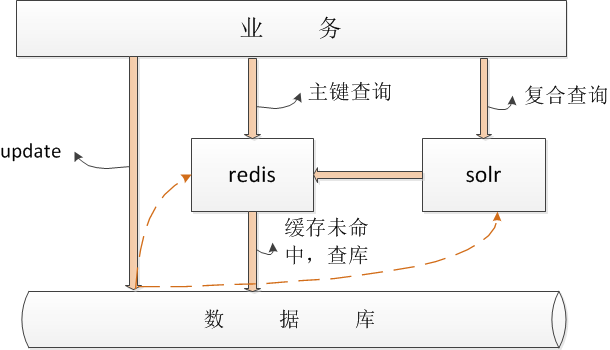 业 务
主键查询
复合查询
update
redis
solr
缓存未命
中，查库
数 据 库